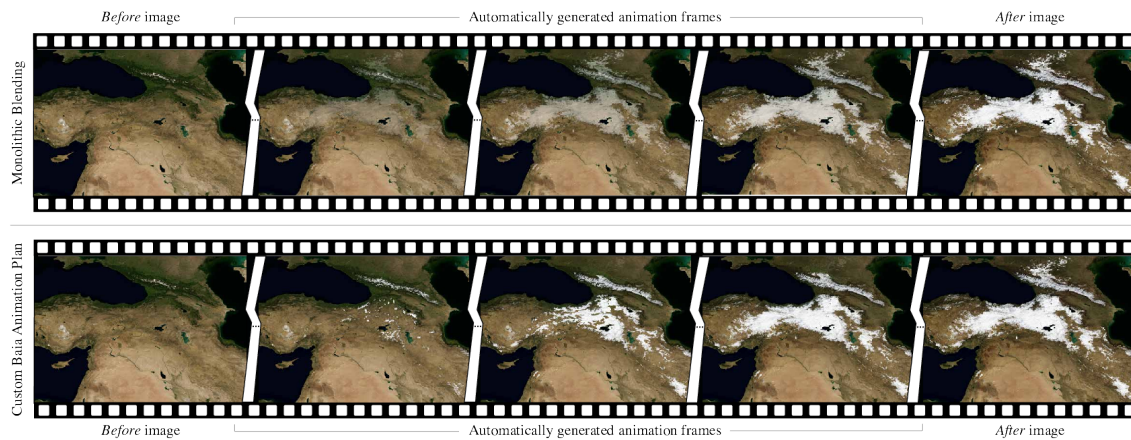 Before image
Automatically generated animation frames
After image
Monolithic Blending
Custom Baia Animation Plan
Before image
Automatically generated animation frames
After image